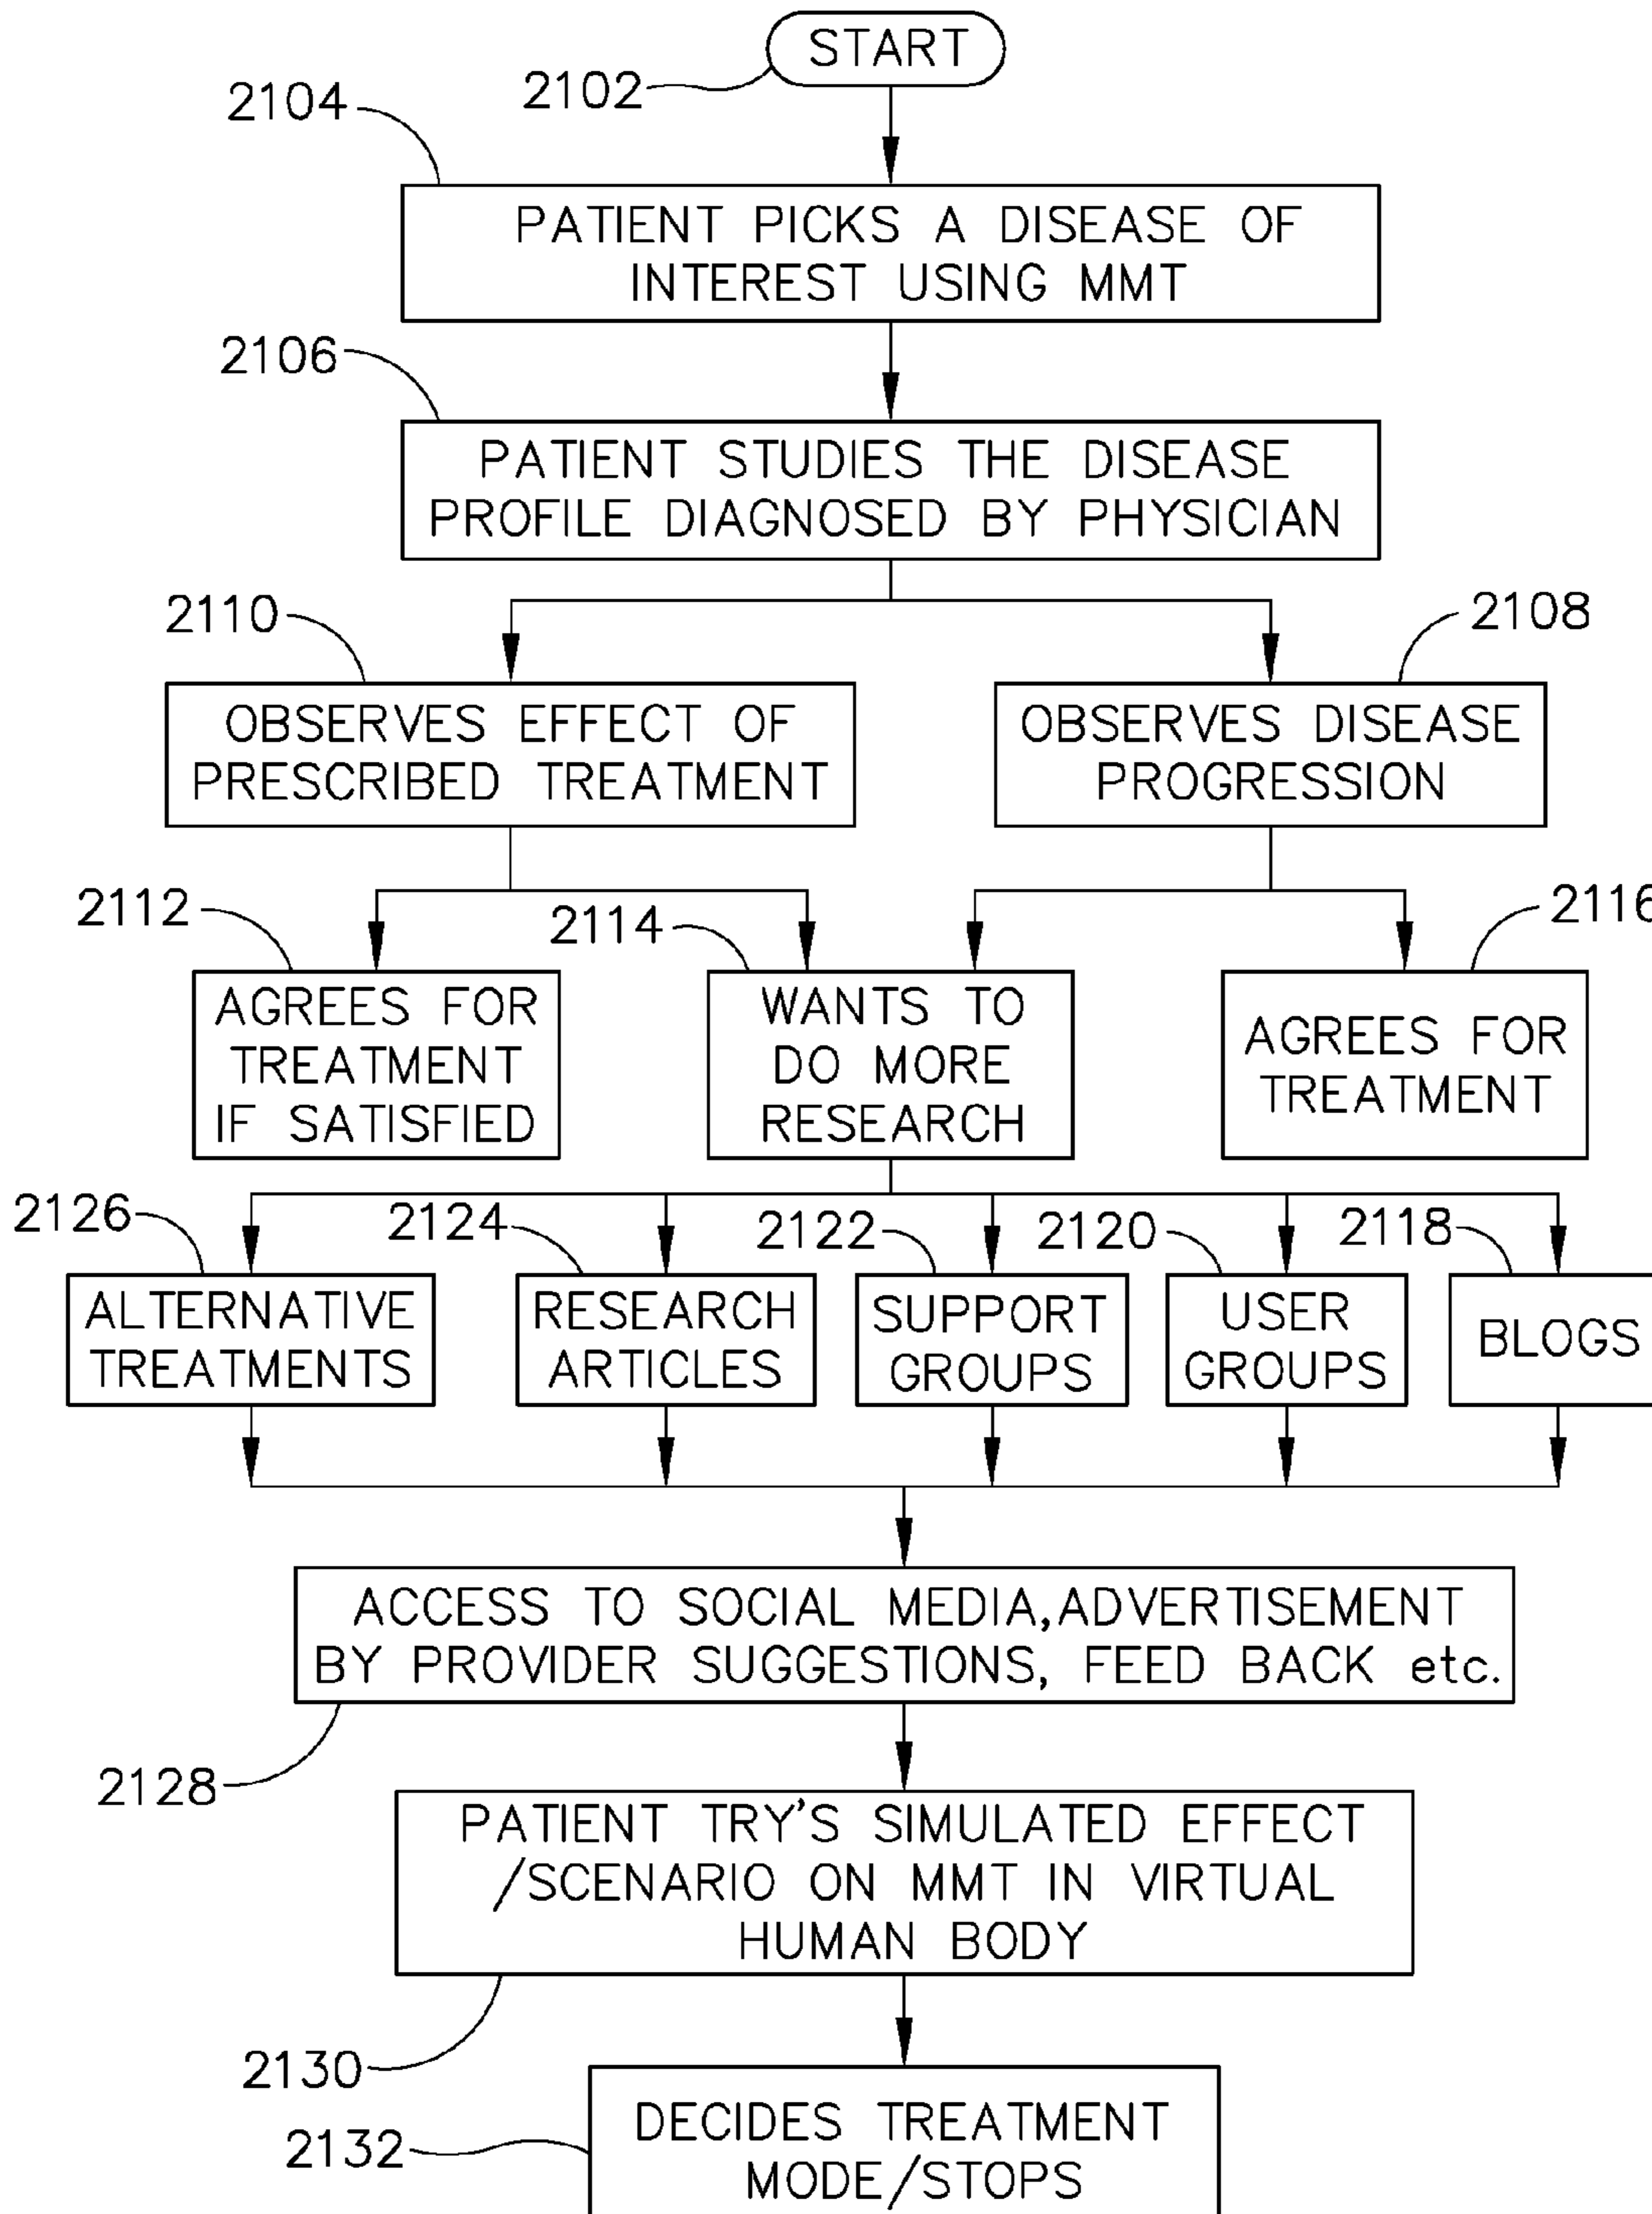 START
2102
2104
PATIENT PICKS A DISEASE OF
INTEREST USING MMT
2106
PATIENT STUDIES THE DISEASE
PROFILE DIAGNOSED BY PHYSICIAN
2110
2108
OBSERVES EFFECT OF
PRESCRIBED TREATMENT
OBSERVES DISEASE
PROGRESSION
2112
2114
2116
AGREES FOR
TREATMENT
IF SATISFIED
WANTS TO
DO MORE
RESEARCH
AGREES FOR
TREATMENT
2126
2124
2122
2120
2118
ALTERNATIVE
TREATMENTS
RESEARCH
ARTICLES
SUPPORT
GROUPS
USER
GROUPS
BLOGS
ACCESS TO SOCIAL MEDIA,ADVERTISEMENT
BY PROVIDER SUGGESTIONS, FEED BACK etc.
2128
PATIENT TRY'S SIMULATED EFFECT
/SCENARIO ON MMT IN VIRTUAL
HUMAN BODY
2130
2132
DECIDES TREATMENT
MODE/STOPS